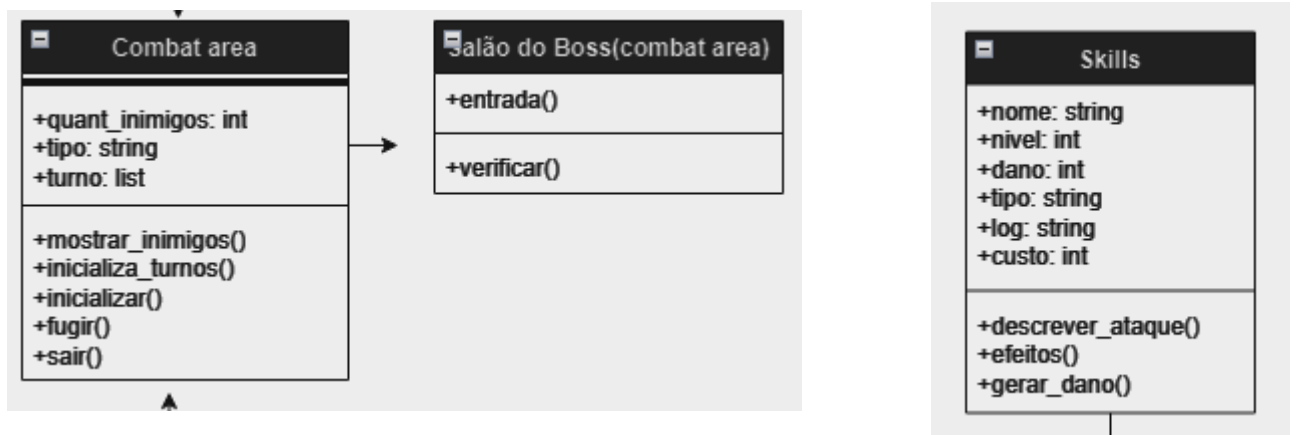 Combat area
+quant_inimigos: int
+tipo: string
+turno: list
+mostrar_inimigos()
+inicializa_turnos()
+inicializar()
+fugir()
+sair()
Salão do Boss(combat area)
+entrada()
+verificar()
Skills
+nome: string
+nivel: int
+dano: int
+tipo: string
+log: string
+custo: int
+descrever_ataque()
+efeitos()
+gerar_dano()